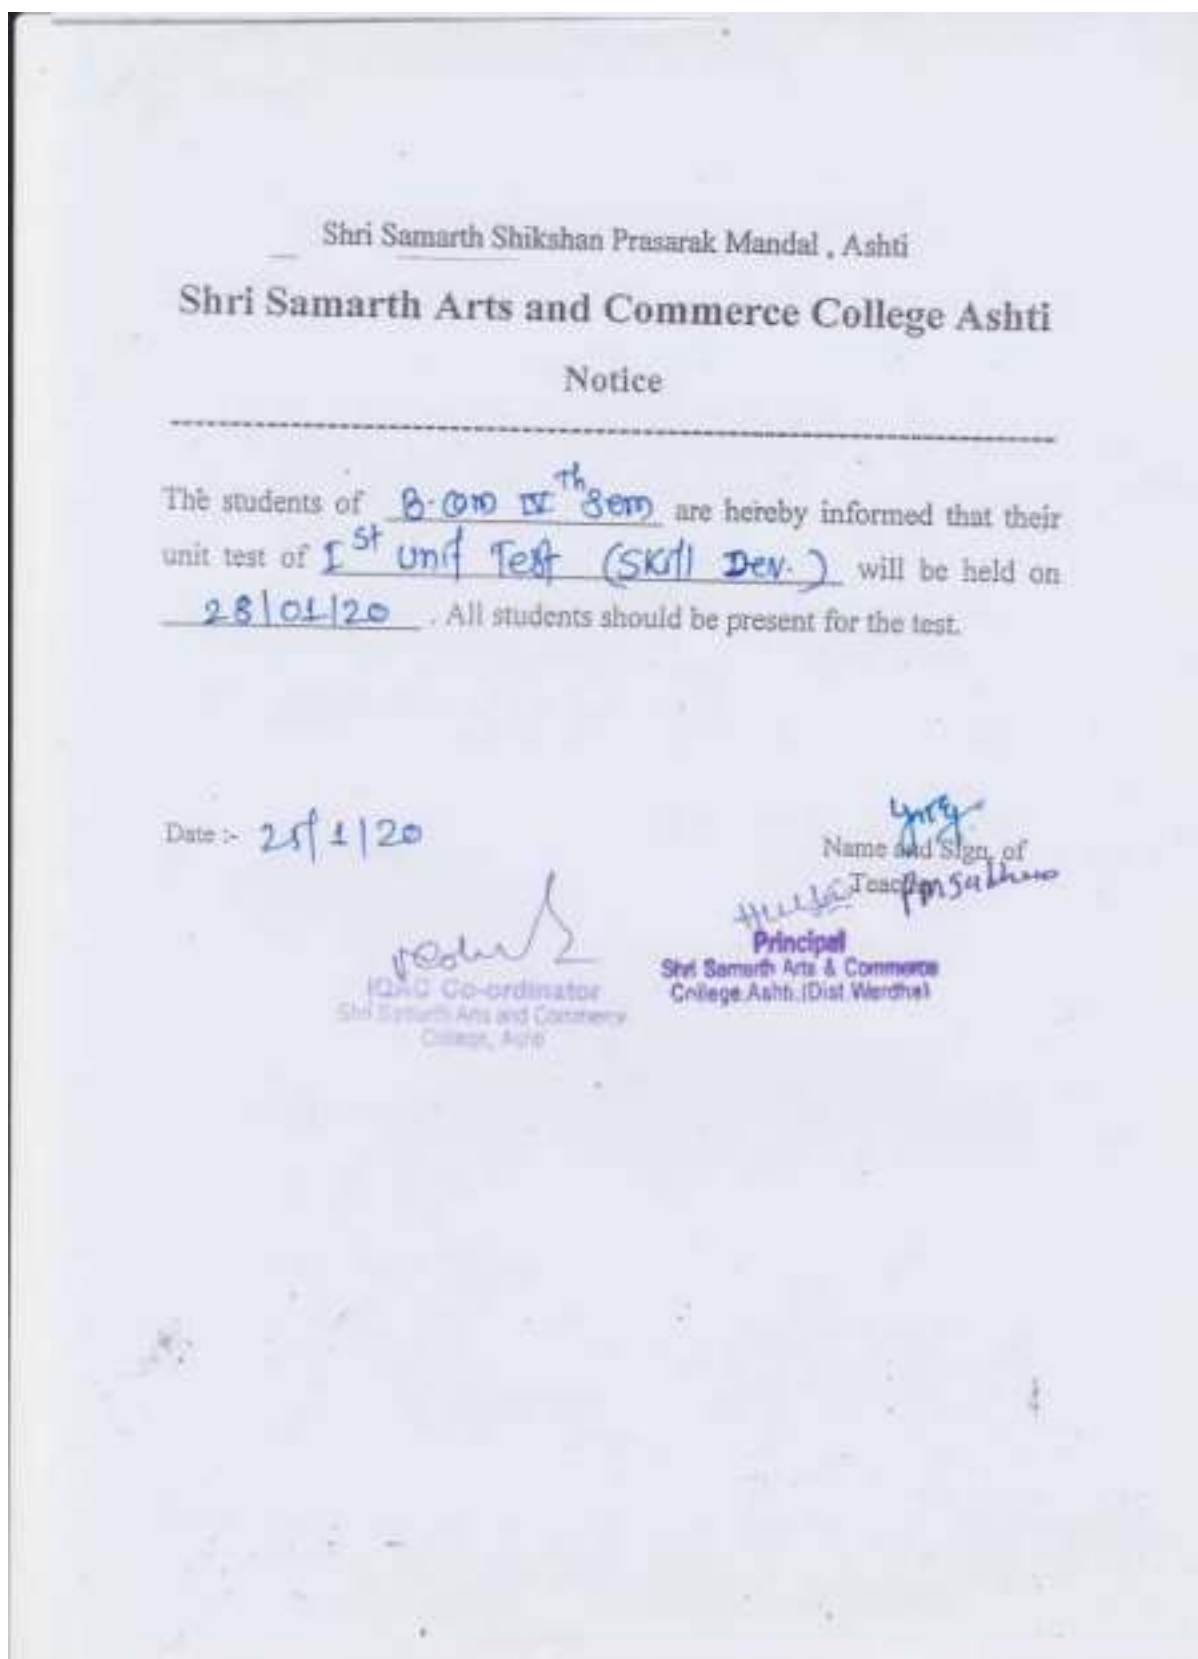 Shri Samarth Shikshan Prasarak Mandal , Ashti
Shri Samarth Arts and Commerce College Ashti
Notice
The students of B.com IV Th Sem are hereby informed that their
unit test of I St Unit Test (Skill Dev.) will be held on
28/01/20 . All students should be present for the test.
Date :- 25/1/20
Name and Sign. of
Teacher
Principal
Shri Samarth Arts & Commerce
College Ashti (Dist Wardha)
IQAC Co-ordinator
Shri Samarth Arts and Commerce
College, Ashti